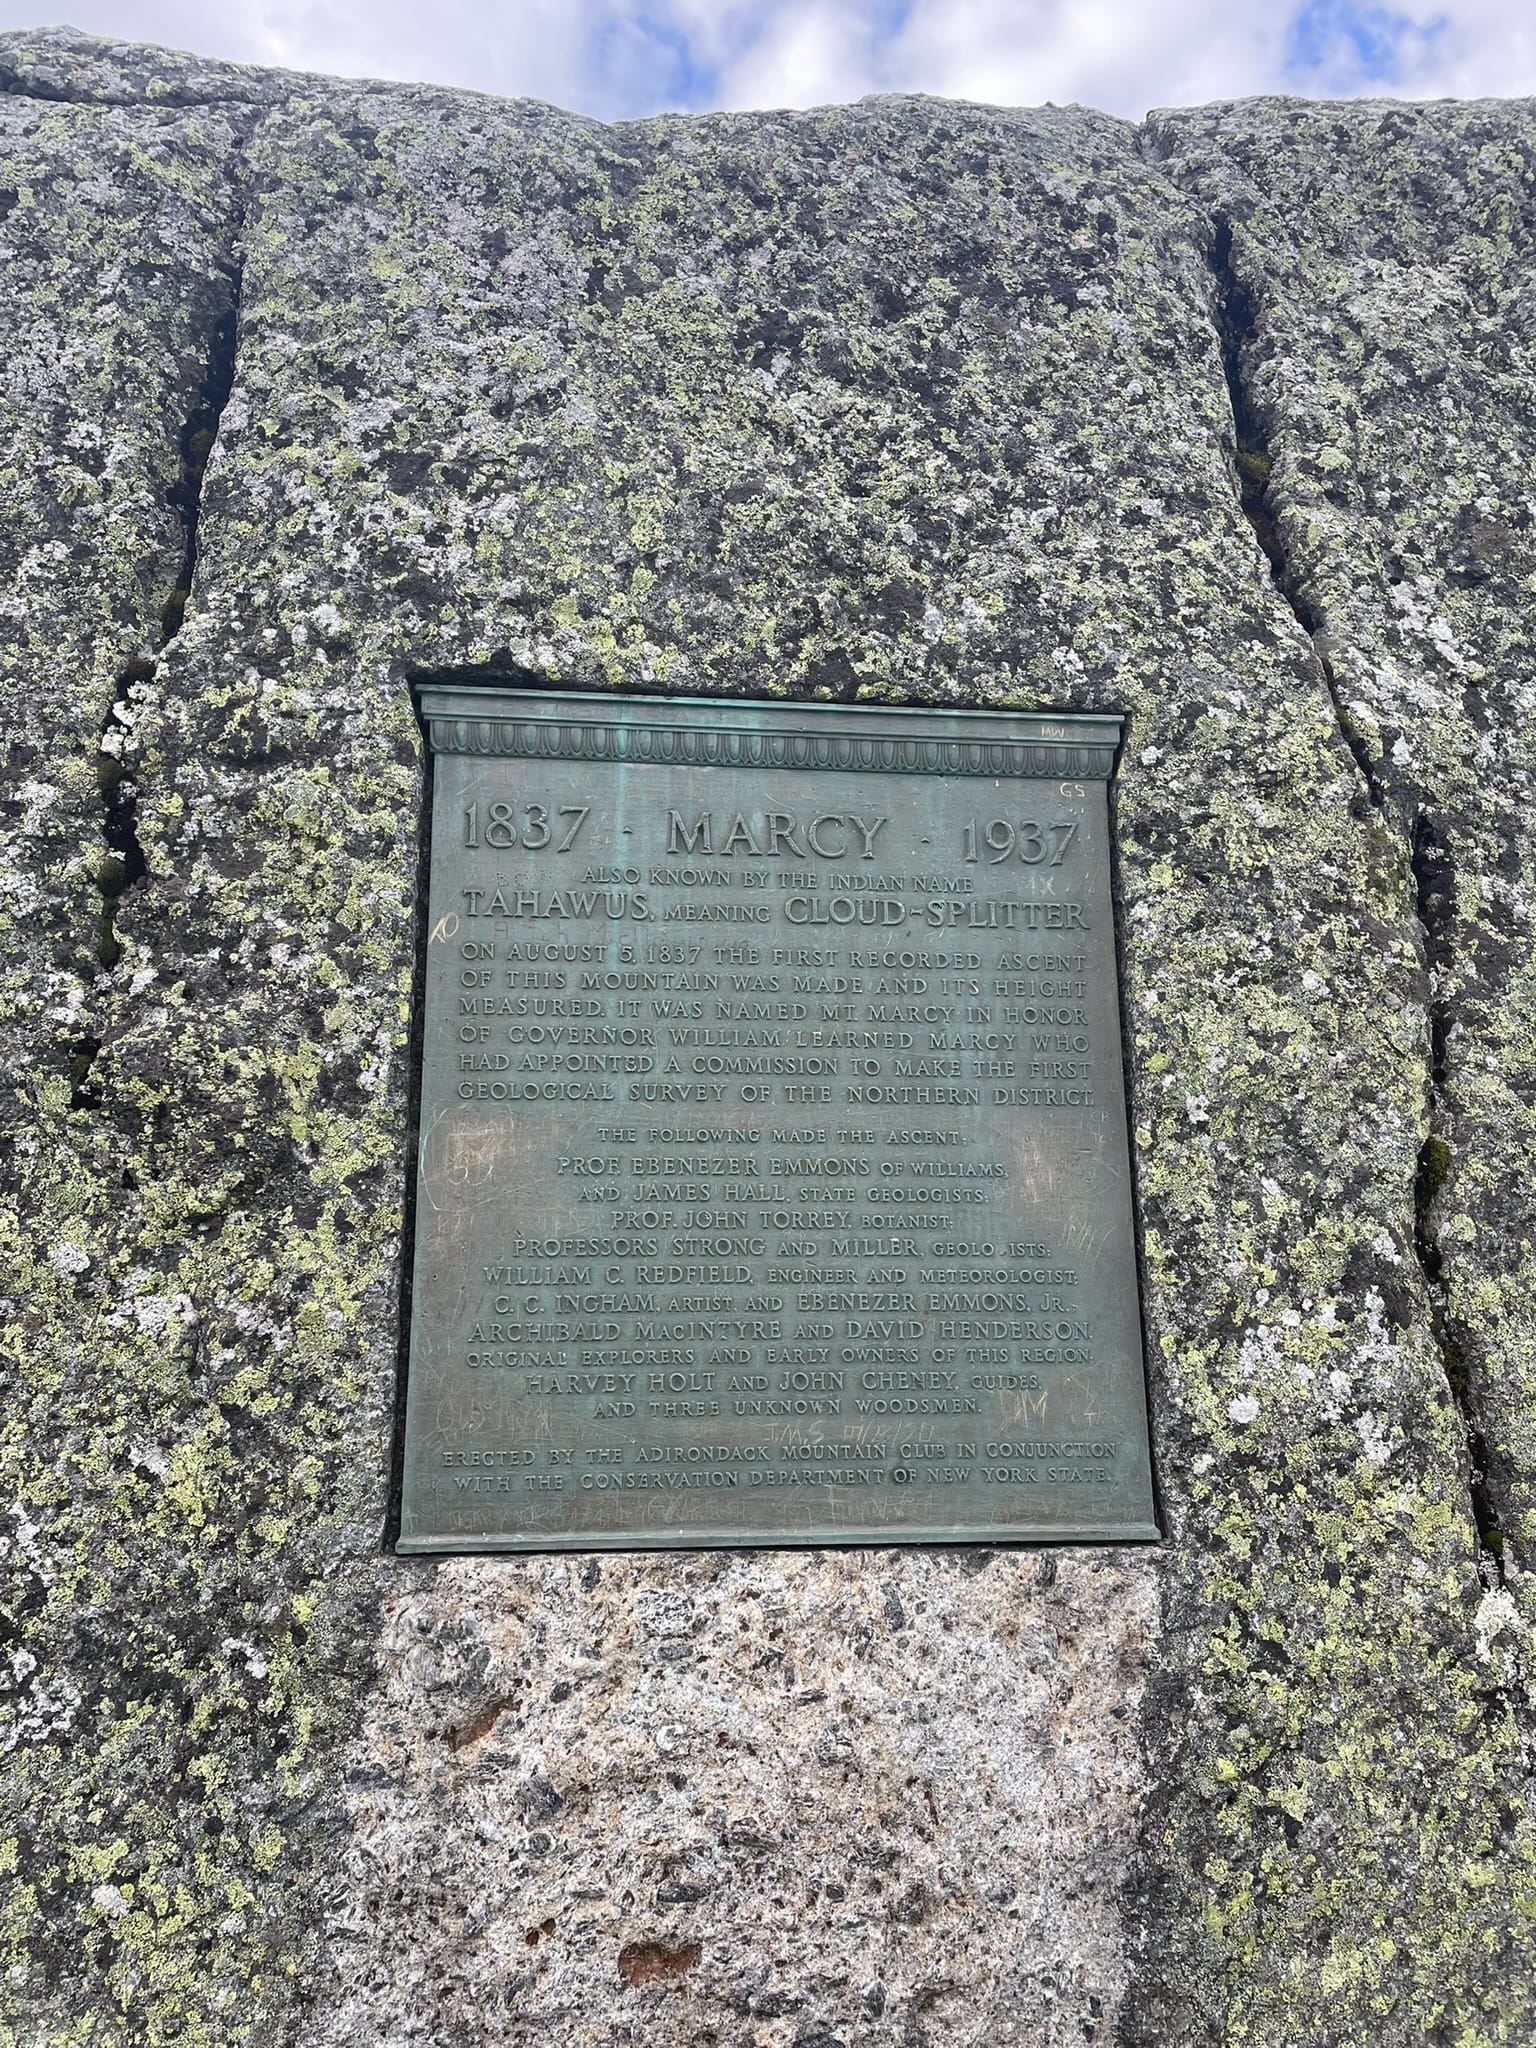 MW
GS
1837 · MARCY · 1937
ALSO KNOWN BY THE INDIAN NAME
TAHAWUS, MEANING CLOUD-SPLITTER
ON AUGUST 5, 1837 THE FIRST RECORDED ASCENT
OF THIS MOUNTAIN WAS MADE AND ITS HEIGHT
MEASURED. IT WAS NAMED MT. MARCY IN HONOR
OF GOVERNOR WILLIAM LEARNED MARCY WHO
HAD APPOINTED A COMMISSION TO MAKE THE FIRST
GEOLOGICAL SURVEY OF THE NORTHERN DISTRICT.
THE FOLLOWING MADE THE ASCENT:
PROF. EBENEZER EMMONS OF WILLIAMS,
AND JAMES HALL, STATE GEOLOGISTS;
PROF. JOHN TORREY, BOTANIST;
PROFESSORS STRONG AND MILLER, GEOLO ISTS;
WILLIAM C. REDFIELD, ENGINEER AND METEOROLOGIST;
C. C. INGHAM, ARTIST, AND EBENEZER EMMONS, JR.;
ARCHIBALD MACINTYRE AND DAVID HENDERSON,
ORIGINAL EXPLORERS AND EARLY OWNERS OF THIS REGION;
HARVEY HOLT AND JOHN CHENEY, GUIDES,
AND THREE UNKNOWN WOODSMEN.
ERECTED BY THE ADIRONDACK MOUNTAIN CLUB IN CONJUNCTION
WITH THE CONSERVATION DEPARTMENT OF NEW YORK STATE.